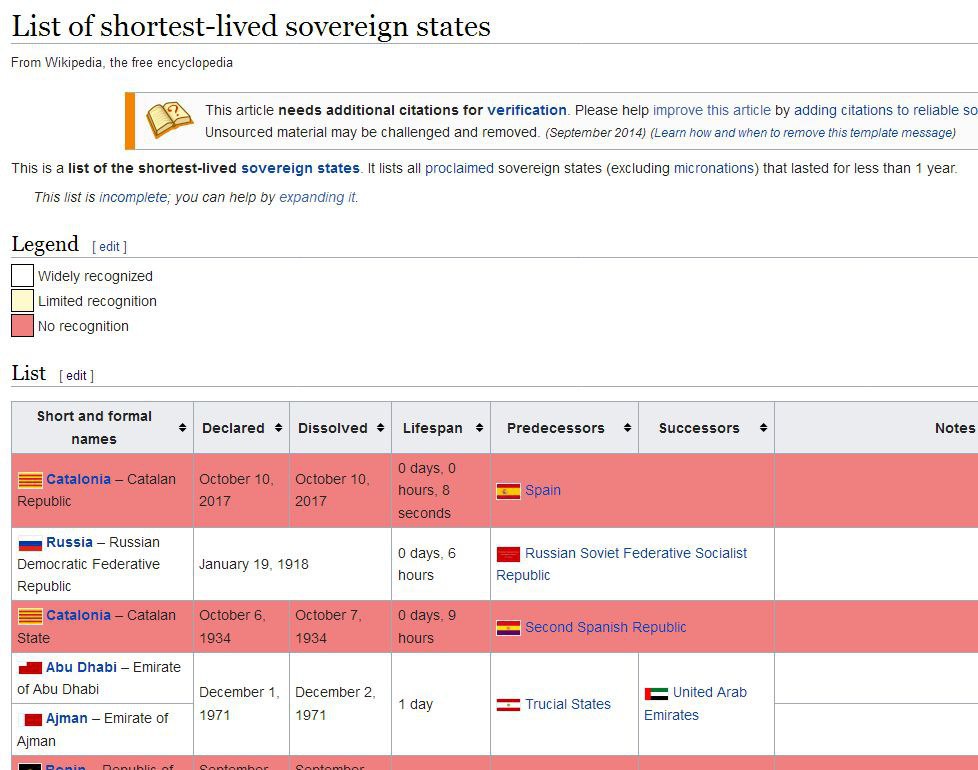 List of shortest-lived sovereign states
From Wikipedia, the free encyclopedia
This article needs additional citations for verification. Please help improve this article by adding citations to reliable so
Unsourced material may be challenged and removed. (September 2014) (Learn how and when to remove this template message)
This is a list of the shortest-lived sovereign states. It lists all proclaimed sovereign states (excluding micronations) that lasted for less than 1 year.
This list is incomplete; you can help by expanding it.
Legend [ edit ]
Widely recognized
Limited recognition
No recognition
List [ edit ]
Short and formal
names
Declared
Dissolved
Lifespan
Predecessors
Successors
Notes
Catalonia – Catalan
Republic
October 10,
2017
October 10,
2017
0 days, 0
hours, 8
seconds
Spain
Russia – Russian
Democratic Federative
Republic
January 19, 1918
0 days, 6
hours
Russian Soviet Federative Socialist
Republic
Catalonia – Catalan
State
October 6,
1934
October 7,
1934
0 days, 9
hours
Second Spanish Republic
Abu Dhabi – Emirate
of Abu Dhabi
Ajman – Emirate of
Ajman
December 1,
1971
December 2,
1971
1 day
Trucial States
United Arab
Emirates
Benin – Republic of
September
September